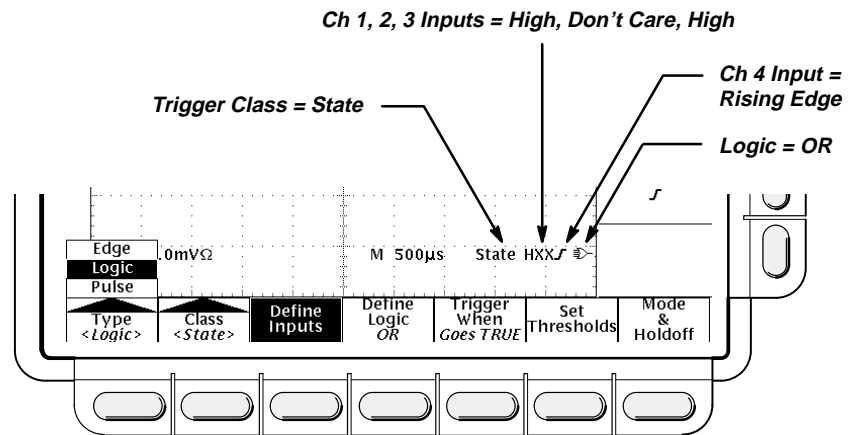 Ch 1, 2, 3 Inputs = High, Don't Care, High
Ch 4 Input =
Rising Edge
Trigger Class = State
Logic = OR
Edge
Logic
Pulse
.0mVΩ
M 500µs
State HXX
Type
<Logic>
Class
<State>
Define
Inputs
Define
Logic
OR
Trigger
When
Goes TRUE
Set
Thresholds
Mode
&
Holdoff